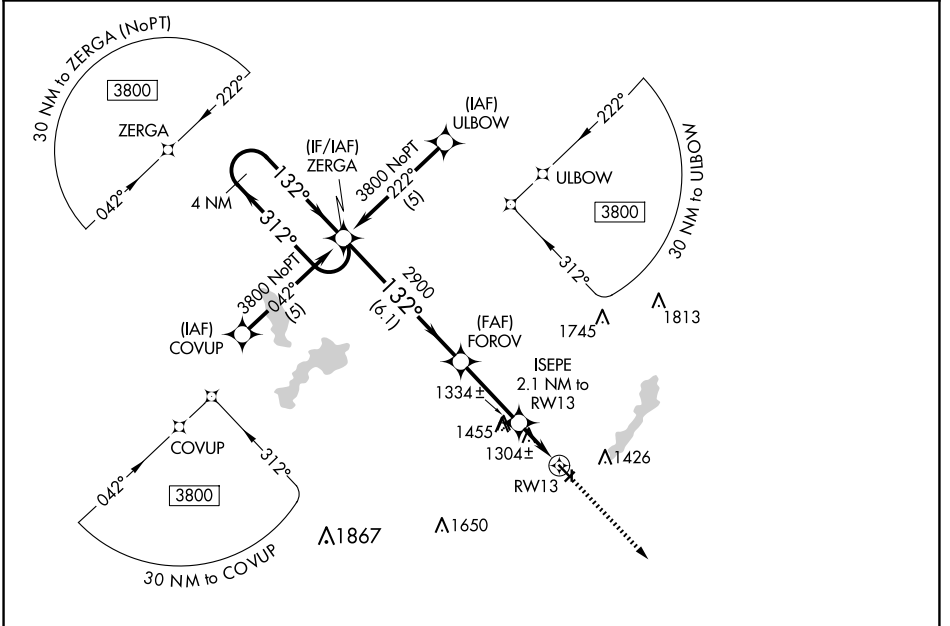 30 NM to ZERGA (NoPT)
3800
222°
ZERGA
042°
(IAF)
ULBOW
(IF/IAF)
ZERGA
3800 NoPT
222°
(5)
132°
4 NM
312°
3800 NoPT
042°
(5)
(IAF)
COVUP
2900
132°
(6.1)
(FAF)
FOROV
ISEPE
2.1 NM to
RW13
1334±
1455
1304±
RW13
1426
222°
ULBOW
3800
312°
30 NM to ULBOW
1745
1813
COVUP
042°
312°
3800
30 NM to COVUP
1867
1650